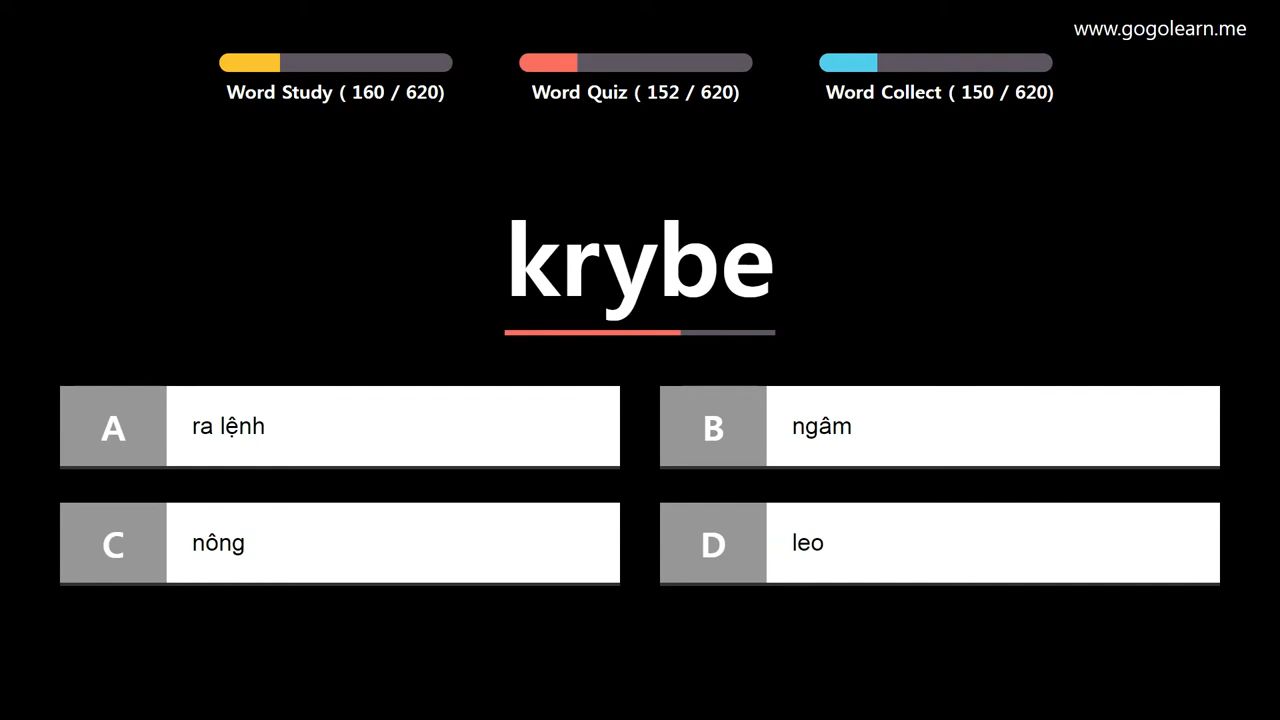 www.gogolearn.me
Word Study ( 160 / 620)
Word Quiz ( 152 / 620)
Word Collect ( 150 / 620)
krybe
A
ra lệnh
B
ngâm
C
nông
D
leo